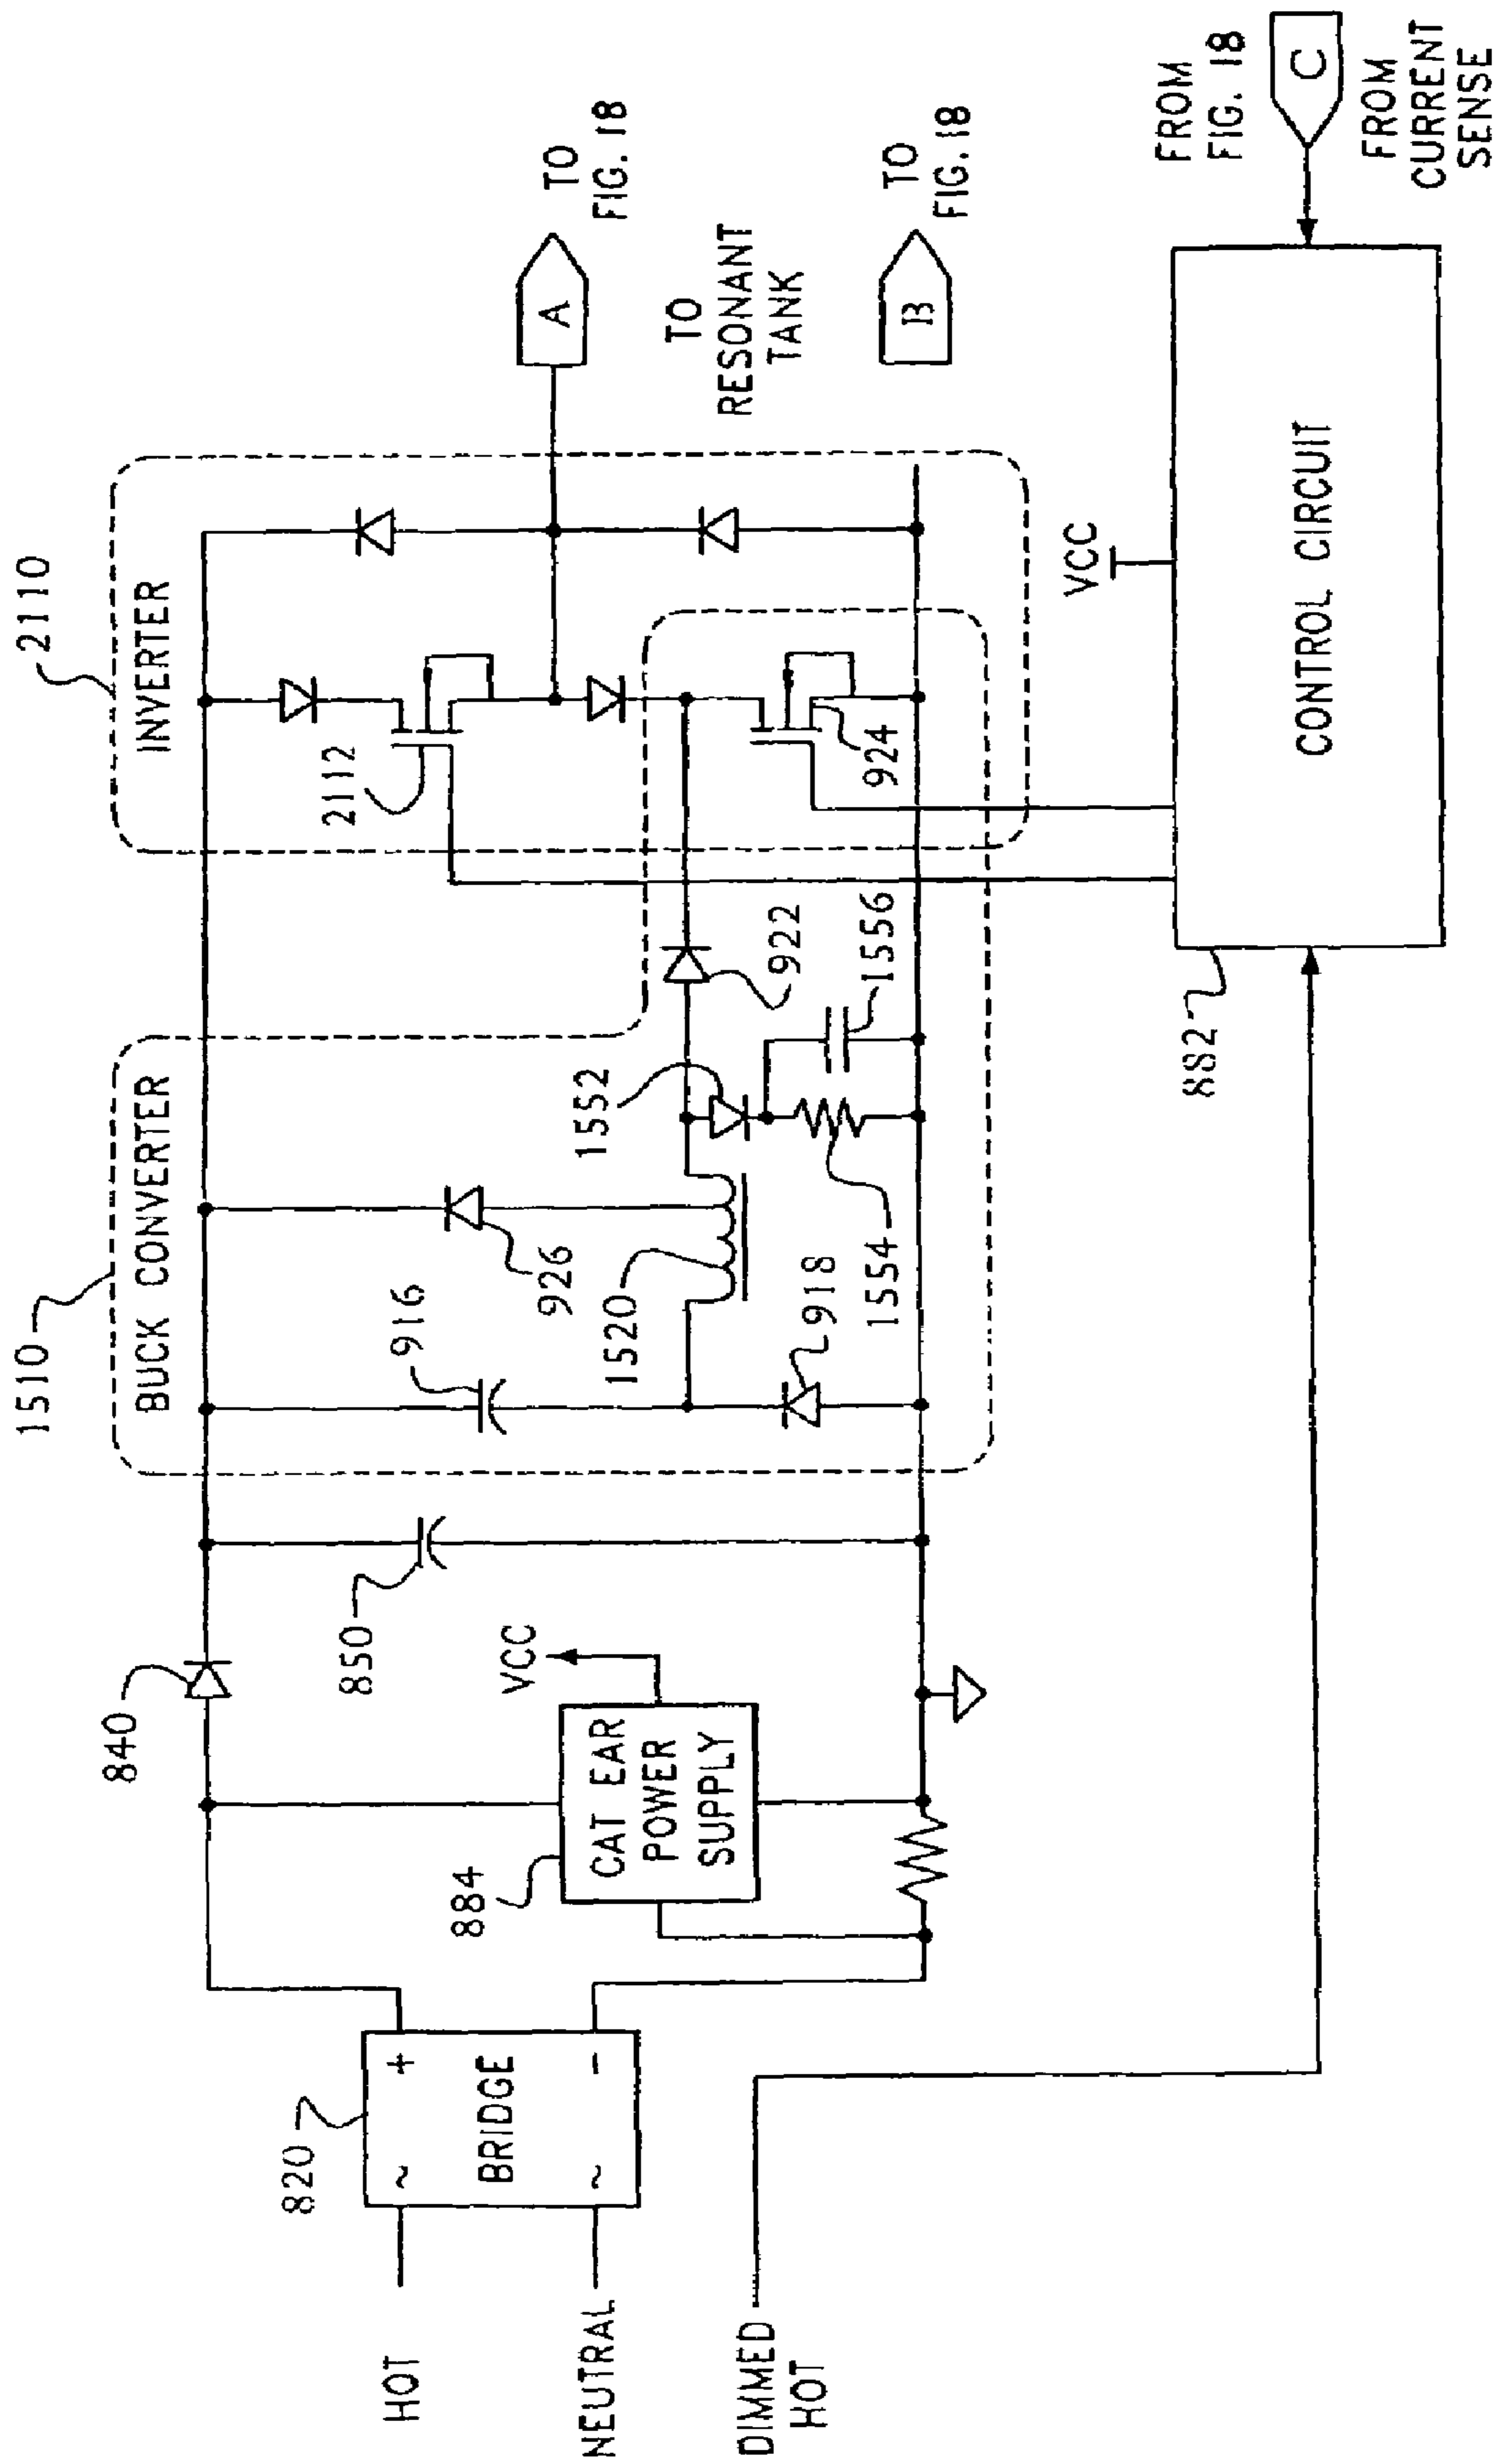 2110
1510
INVERTER
BUCK CONVERTER
840
820
HOT
NEUTRAL
DIMMED
HOT
~
~
BRIDGE
+
−
884
CAT EAR
POWER
SUPPLY
VCC
850
916
918
926
1520
1552
1554
1556
922
2112
924
A
TO
FIG. 18
TO
RESONANT
TANK
B
TO
FIG. 18
VCC
882
CONTROL CIRCUIT
FROM
FIG. 18
C
FROM
CURRENT
SENSE